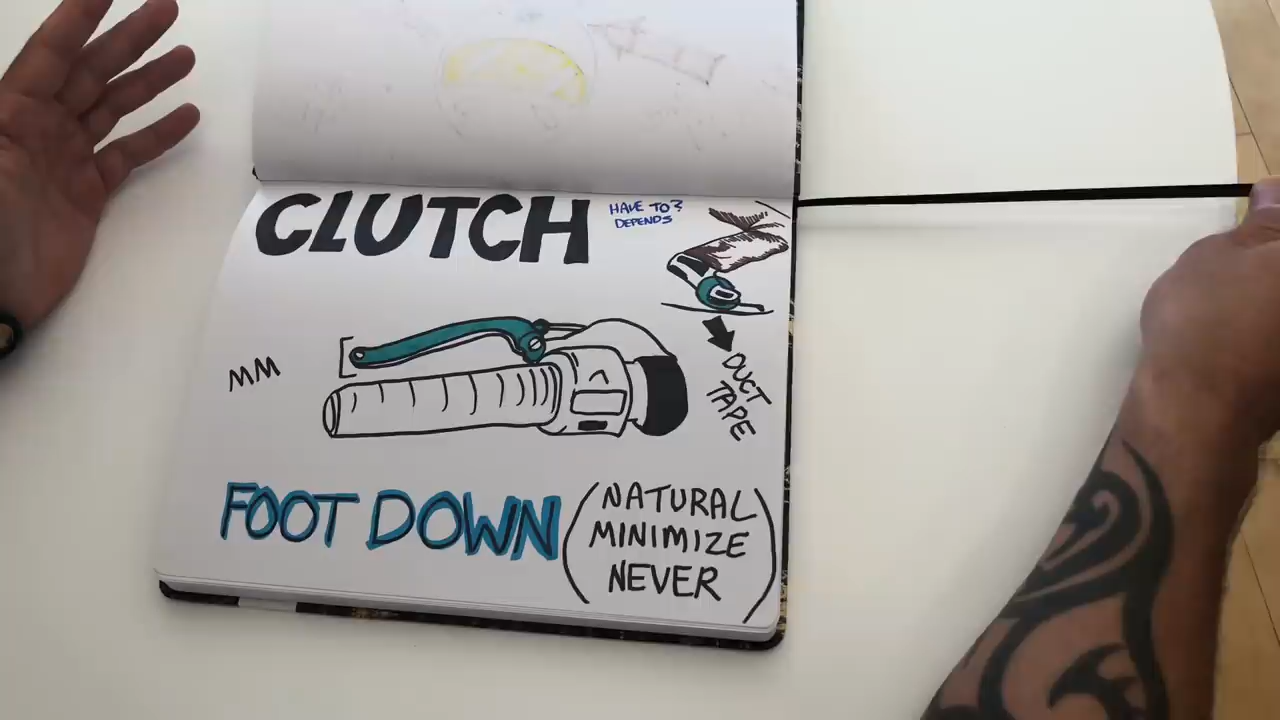 CLUTCH
HAVE TO?
DEPENDS
DUCT
TAPE
MM
FOOT DOWN
(NATURAL
MINIMIZE
NEVER)